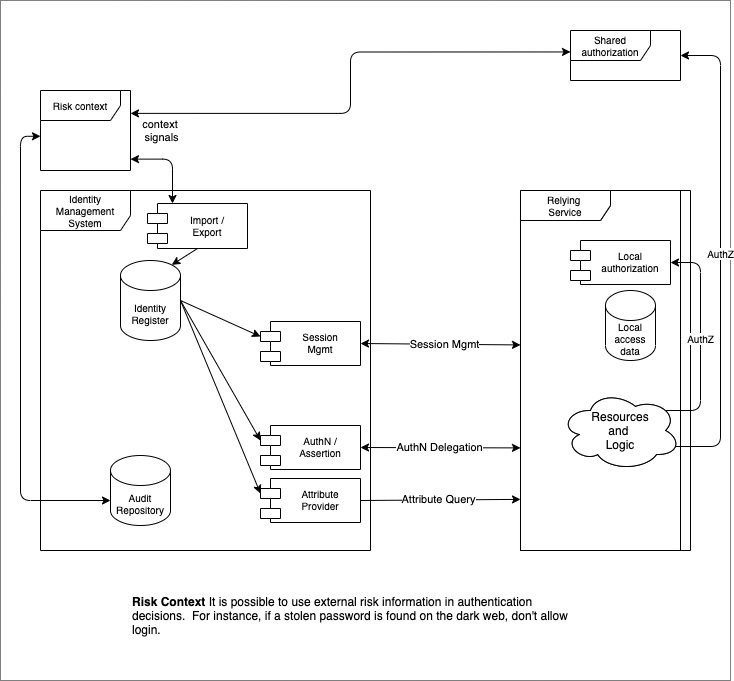 Shared
authorization
Risk context
context
signals
Identity
Management
System
Import /
Export
Relying
Service
Local
authorization
AuthZ
Identity
Register
Local
access
data
Session
Mgmt
Session Mgmt
AuthZ
Resources
and
Logic
AuthN /
Assertion
AuthN Delegation
Audit
Repository
Attribute
Provider
Attribute Query
Risk Context It is possible to use external risk information in authentication
decisions. For instance, if a stolen password is found on the dark web, don't allow
login.